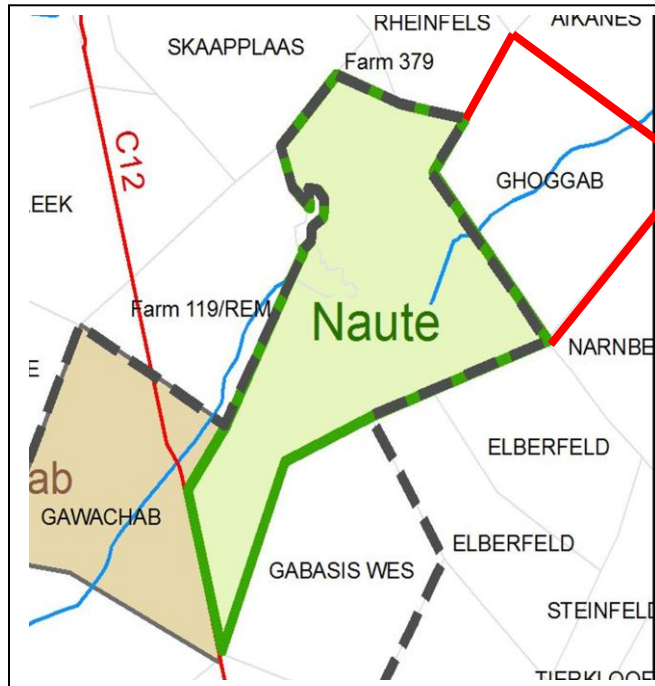 RHEINFELS
AIKANES
SKAAPPLAAS
Farm 379
C12
GHOGGAB
EEK
Farm 119/REM
Naute
NARNBE
E
ELBERFELD
ab
GAWACHAB
ELBERFELD
GABASIS WES
STEINFELD
TIERKLOOF